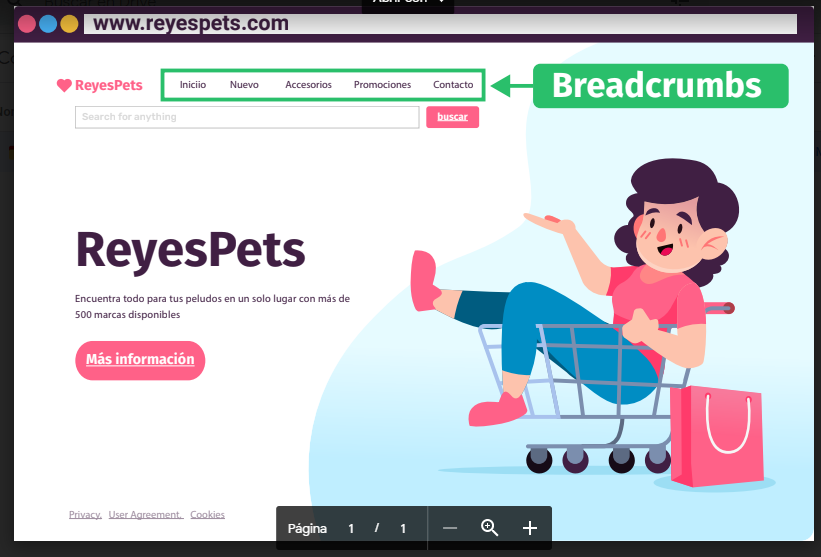 www.reyespets.com
ReyesPets
Iniciio Nuevo Accesorios Promociones Contacto
Breadcrumbs
Search for anything
buscar
ReyesPets
Encuentra todo para tus peludos en un solo lugar con más de
500 marcas disponibles
Más información
Privacy. User Agreement. Cookies
Página 1 / 1